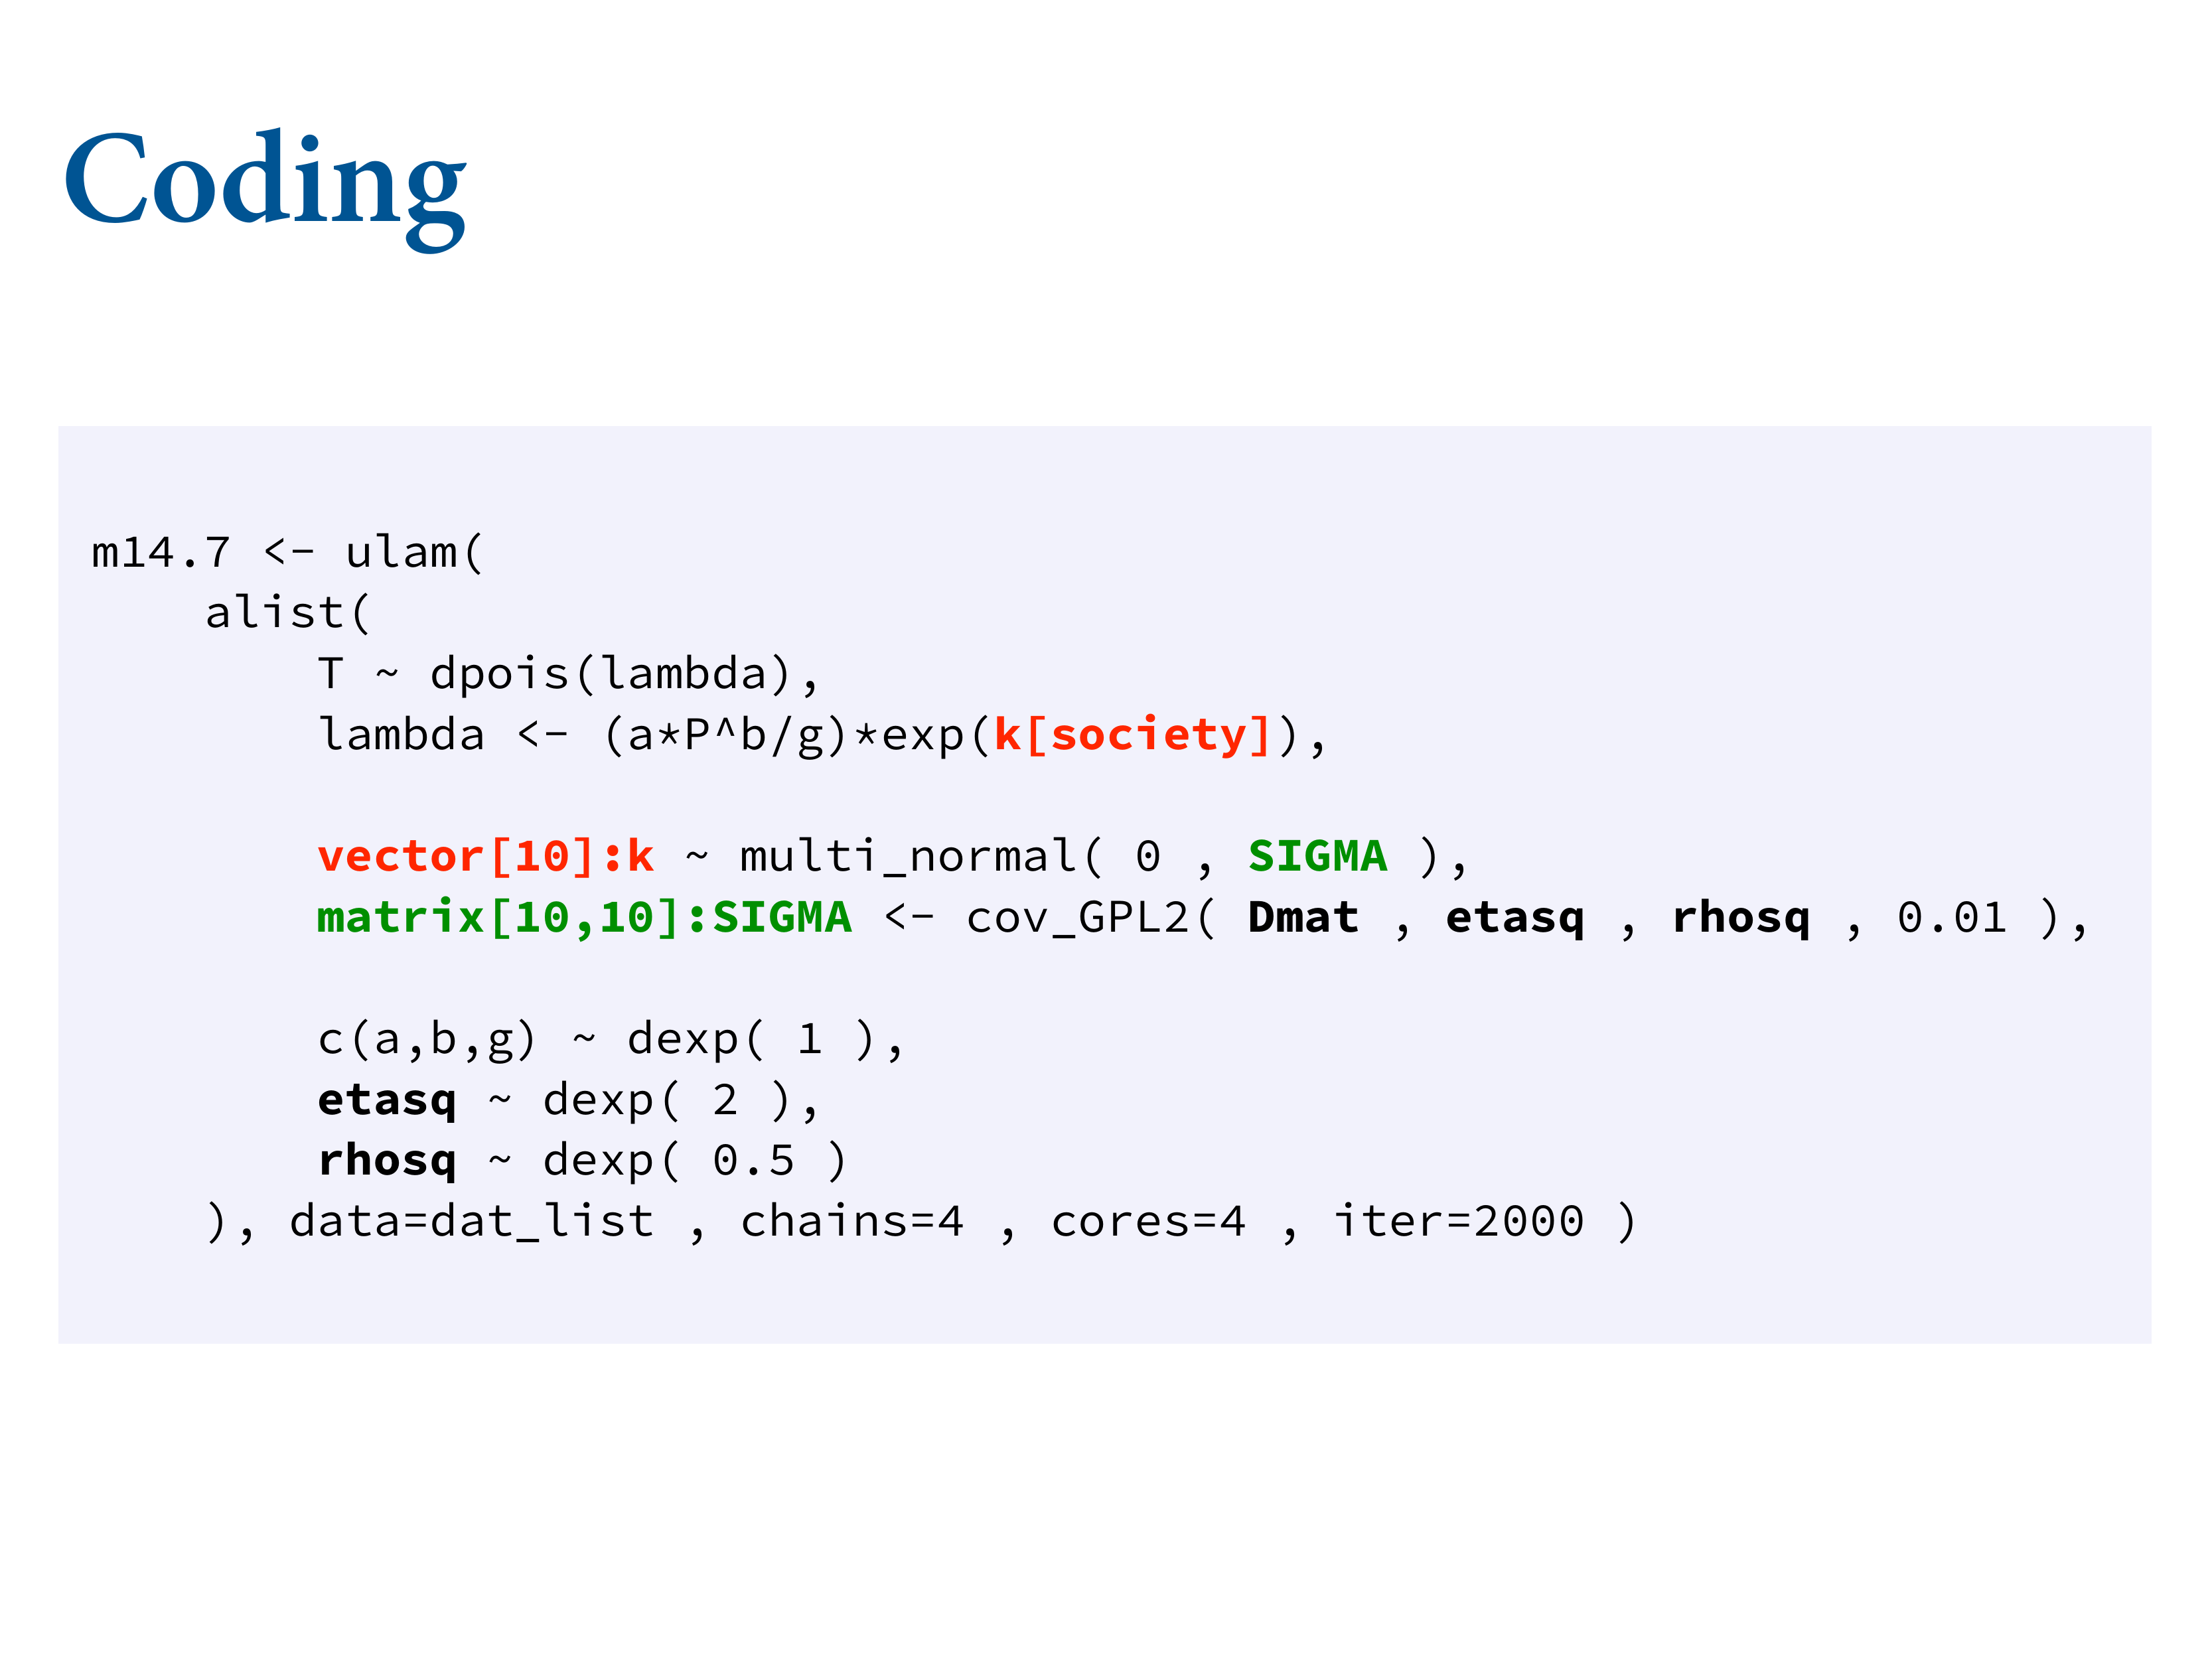 Coding
m14.7 <- ulam(
    alist(
        T ~ dpois(lambda),
        lambda <- (a*P^b/g)*exp(k[society]),
        vector[10]:k ~ multi_normal( 0 , SIGMA ),
        matrix[10,10]:SIGMA <- cov_GPL2( Dmat , etasq , rhosq , 0.01 ),
        c(a,b,g) ~ dexp( 1 ),
        etasq ~ dexp( 2 ),
        rhosq ~ dexp( 0.5 )
    ), data=dat_list , chains=4 , cores=4 , iter=2000 )